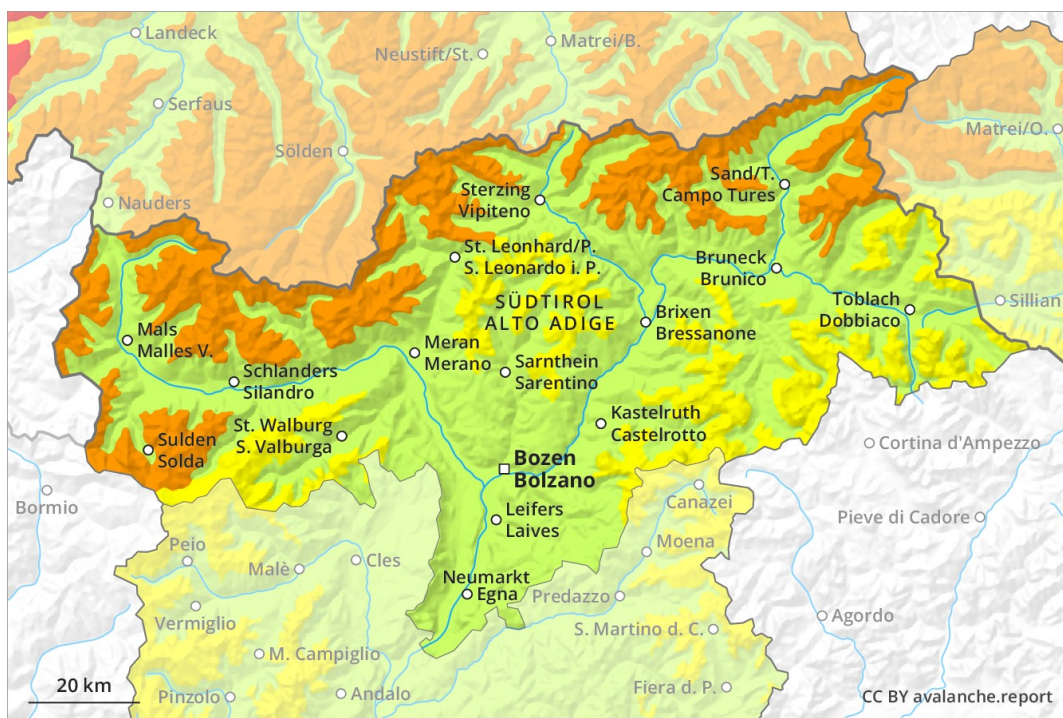 Landeck
Matrei/B.
Neustift/St.
Serfaus
Matrei/O.
Sölden
Sand/T.
Campo Tures
Sterzing
Vipiteno
Nauders
St. Leonhard/P.
S. Leonardo i. P.
Bruneck
Brunico
SÜDTIROL
ALTO ADIGE
Toblach
Dobbiaco
Sillian
Brixen
Bressanone
Mals
Malles V.
Meran
Merano
Sarnthein
Sarentino
Schlanders
Silandro
St. Walburg
S. Valburga
Kastelruth
Castelrotto
Sulden
Solda
Cortina d'Ampezzo
Bozen
Bolzano
Bormio
Canazei
Leifers
Laives
Pieve di Cadore
Peio
Moena
Cles
Malè
Neumarkt
Egna
Predazzo
Vermiglio
Agordo
S. Martino d. C.
M. Campiglio
20 km
Pinzolo
Andalo
Fiera d. P.
CC BY avalanche.report